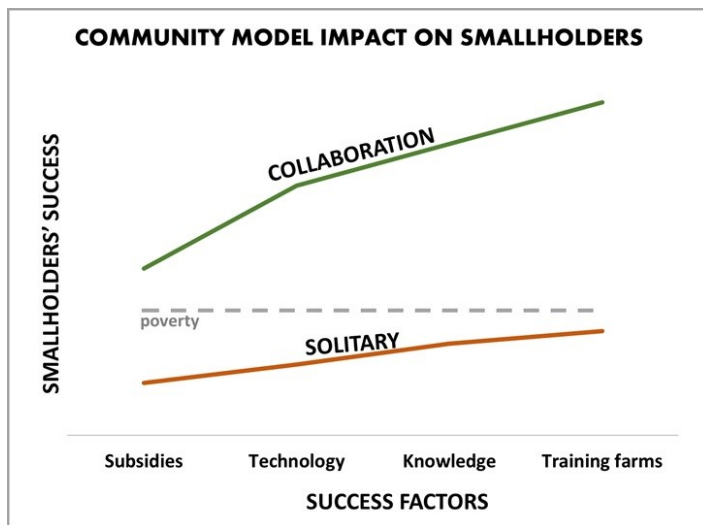 COMMUNITY MODEL IMPACT ON SMALLHOLDERS
SMALLHOLDERS' SUCCESS
COLLABORATION
poverty
SOLITARY
Subsidies Technology Knowledge Training farms
SUCCESS FACTORS